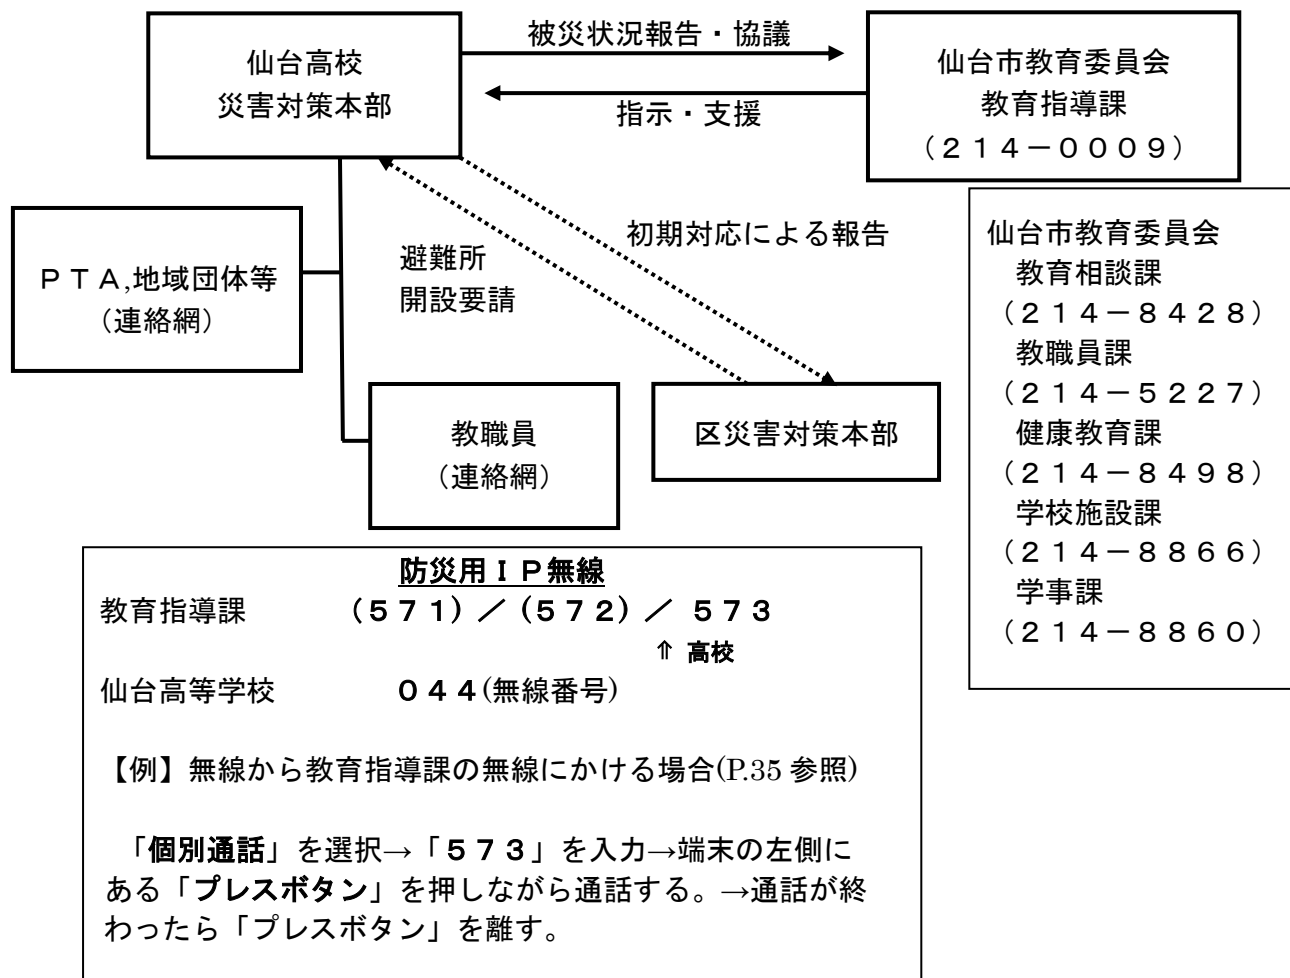 仙台高校
災害対策本部
被災状況報告・協議
指示・支援
仙台市教育委員会
教育指導課
（２１４－０００９）
ＰＴＡ,地域団体等
（連絡網）
避難所
開設要請
初期対応による報告
教職員
（連絡網）
区災害対策本部
仙台市教育委員会
教育相談課
（２１４－８４２８）
教職員課
（２１４－５２２７）
健康教育課
（２１４－８４９８）
学校施設課
（２１４－８８６６）
学事課
（２１４－８８６０）
防災用ＩＰ無線
教育指導課 （５７１）／（５７２）／ ５７３
⇑ 高校
仙台高等学校 ０４４(無線番号)
【例】無線から教育指導課の無線にかける場合(P.35 参照)
「個別通話」を選択→「５７３」を入力→端末の左側に
ある「プレスボタン」を押しながら通話する。→通話が終
わったら「プレスボタン」を離す。